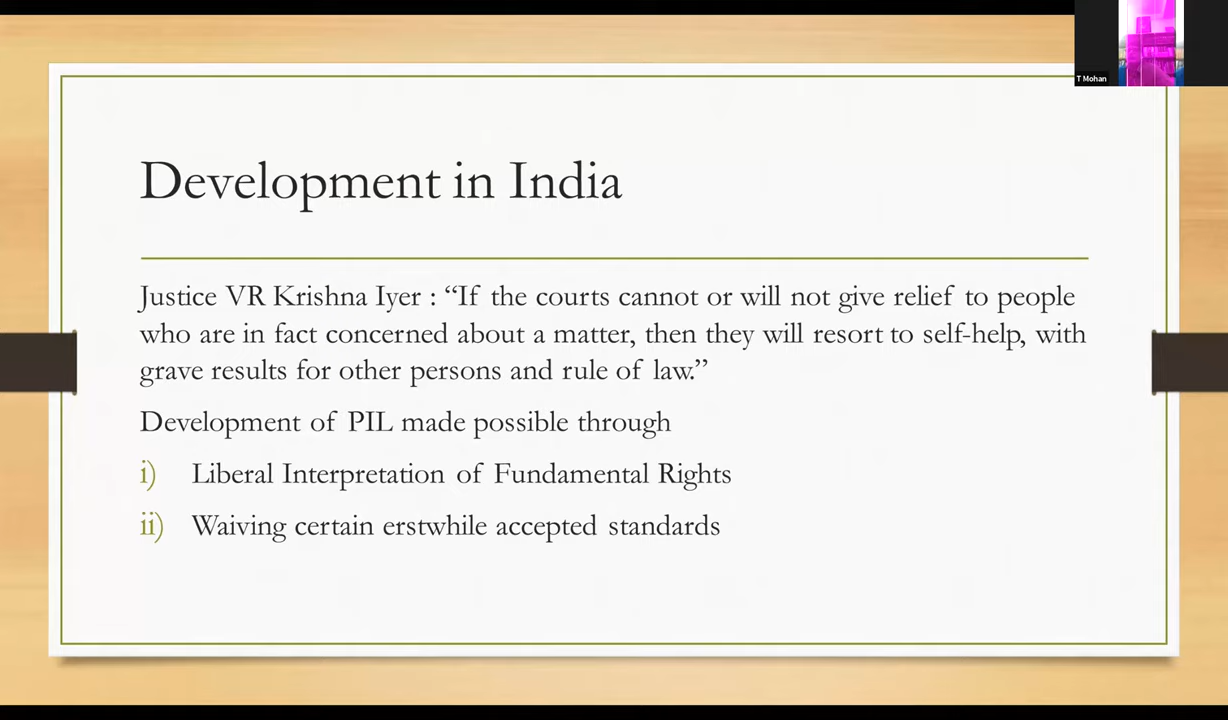 T Mohan
Development in India
Justice VR Krishna Iyer : “If the courts cannot or will not give relief to people
who are in fact concerned about a matter, then they will resort to self-help, with
grave results for other persons and rule of law.”
Development of PIL made possible through
i) Liberal Interpretation of Fundamental Rights
ii) Waiving certain erstwhile accepted standards